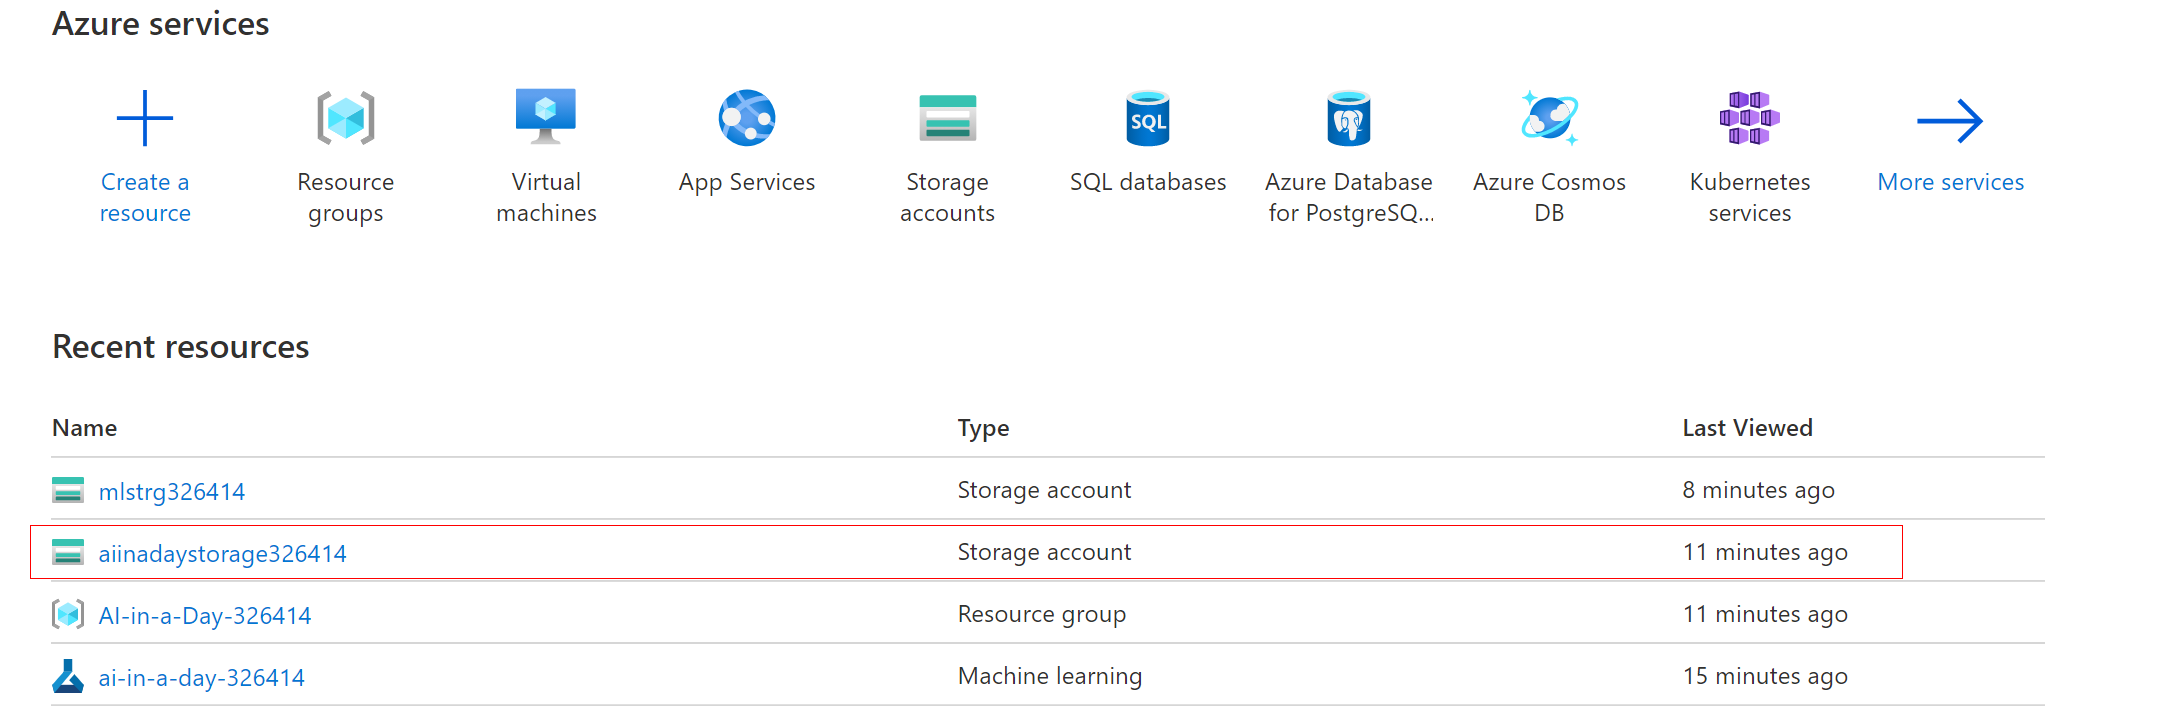 Azure services
Create a resource
Resource groups
Virtual machines
App Services
Storage accounts
SQL
SQL databases
Azure Database for PostgreSQ...
Azure Cosmos DB
Kubernetes services
More services
Recent resources
Name Type Last Viewed
mlstrg326414 Storage account 8 minutes ago
aiinadaystorage326414 Storage account 11 minutes ago
AI-in-a-Day-326414 Resource group 11 minutes ago
ai-in-a-day-326414 Machine learning 15 minutes ago